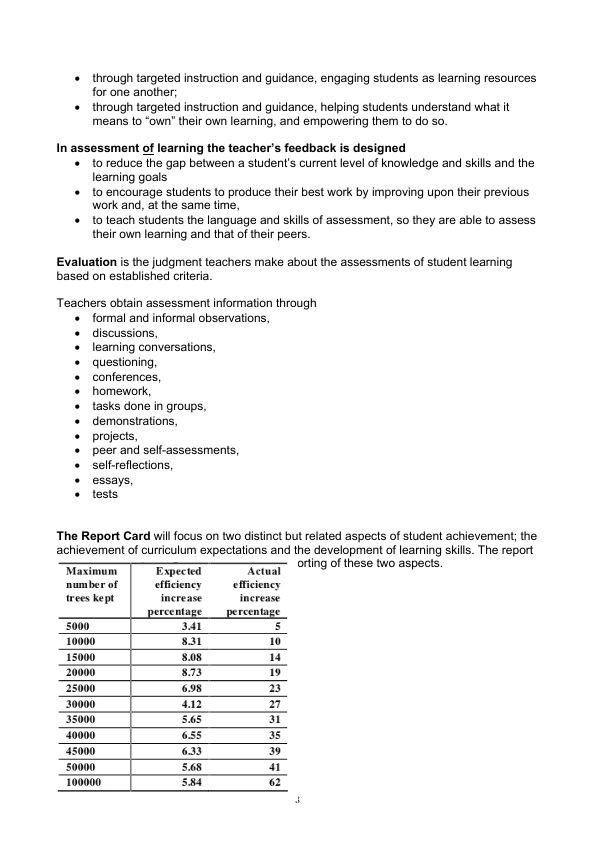 • through targeted instruction and guidance, engaging students as learning resources
for one another;
• through targeted instruction and guidance, helping students understand what it
means to “own” their own learning, and empowering them to do so.
In assessment of learning the teacher’s feedback is designed
• to reduce the gap between a student’s current level of knowledge and skills and the
learning goals
• to encourage students to produce their best work by improving upon their previous
work and, at the same time,
• to teach students the language and skills of assessment, so they are able to assess
their own learning and that of their peers.
Evaluation is the judgment teachers make about the assessments of student learning
based on established criteria.
Teachers obtain assessment information through
• formal and informal observations,
• discussions,
• learning conversations,
• questioning,
• conferences,
• homework,
• tasks done in groups,
• demonstrations,
• projects,
• peer and self-assessments,
• self-reflections,
• essays,
• tests
The Report Card will focus on two distinct but related aspects of student achievement; the
achievement of curriculum expectations and the development of learning skills. The report
orting of these two aspects.
Maximum Expected Actual
number of efficiency efficiency
trees kept increase increase
percentage percentage
5000 3.41 5
10000 8.31 10
15000 8.08 14
20000 8.73 19
25000 6.98 23
30000 4.12 27
35000 5.65 31
40000 6.55 35
45000 6.33 39
50000 5.68 41
100000 5.84 62